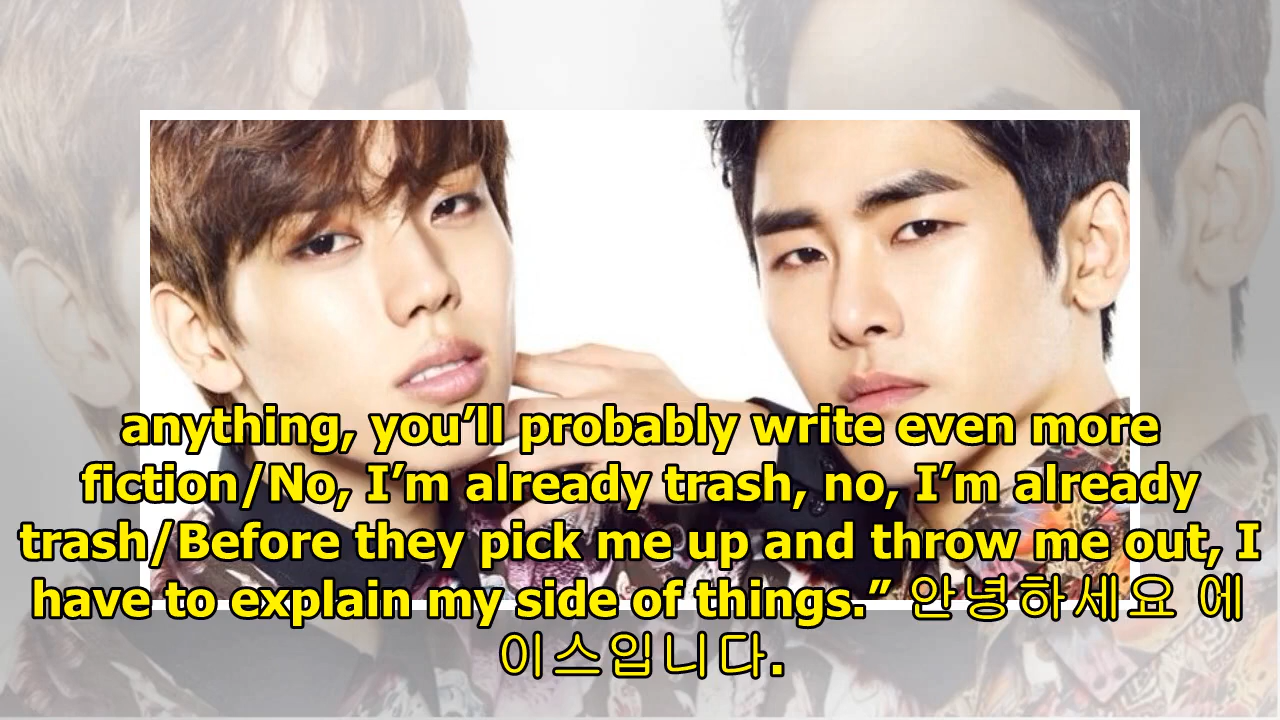 anything, you’ll probably write even more
fiction/No, I’m already trash, no, I’m already
trash/Before they pick me up and throw me out, I
have to explain my side of things.” 안녕하세요 에
이스입니다.